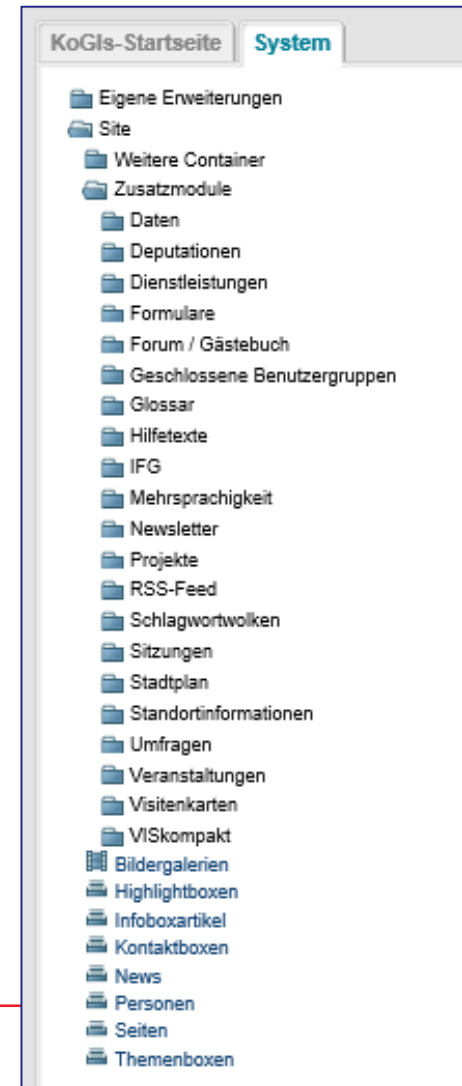 KoGIs-Startseite System
Eigene Erweiterungen
Site
Weitere Container
Zusatzmodule
Daten
Deputationen
Dienstleistungen
Formulare
Forum / Gästebuch
Geschlossene Benutzergruppen
Glossar
Hilfetexte
IFG
Mehrsprachigkeit
Newsletter
Projekte
RSS-Feed
Schlagwortwolken
Sitzungen
Stadtplan
Standortinformationen
Umfragen
Veranstaltungen
Visitenkarten
VISkompakt
Bildergalerien
Highlightboxen
Infoboxartikel
Kontaktboxen
News
Personen
Seiten
Themenboxen